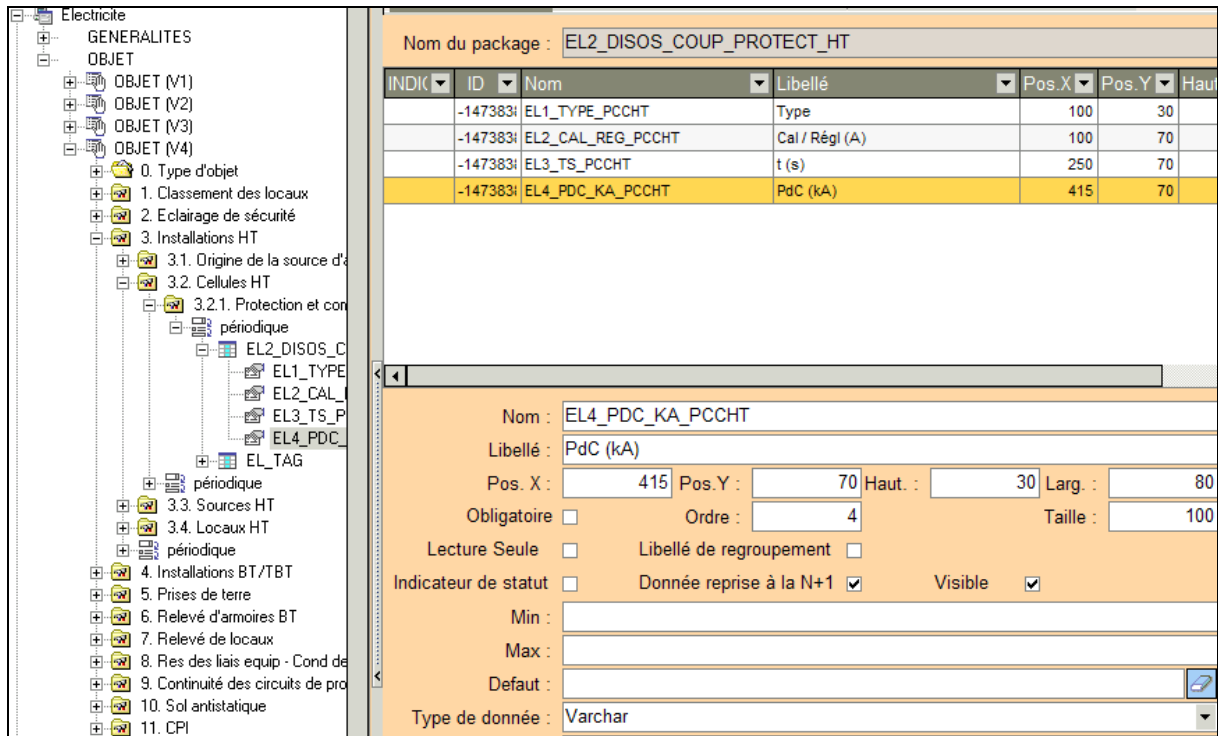 Electricite
GENERALITES
OBJET
OBJET (V1)
OBJET (V2)
OBJET (V3)
OBJET (V4)
0. Type d'objet
1. Classement des locaux
2. Eclairage de sécurité
3. Installations HT
3.1. Origine de la source d'a
3.2. Cellules HT
3.2.1. Protection et con
périodique
EL2_DISOS_C
EL1_TYPE
EL2_CAL_
EL3_TS_P
EL4_PDC_
EL_TAG
périodique
3.3. Sources HT
3.4. Locaux HT
périodique
4. Installations BT/TBT
5. Prises de terre
6. Relevé d'armoires BT
7. Relevé de locaux
8. Res des liais equip - Cond de
9. Continuité des circuits de pro
10. Sol antistatique
11. CPI
Nom du package : EL2_DISOS_COUP_PROTECT_HT
INDI( ID Nom Libellé Pos.X Pos.Y Haut
-1473838 EL1_TYPE_PCCHT Type 100 30
-1473838 EL2_CAL_REG_PCCHT Cal / Régl (A) 100 70
-1473838 EL3_TS_PCCHT t (s) 250 70
-1473838 EL4_PDC_KA_PCCHT PdC (kA) 415 70
Nom : EL4_PDC_KA_PCCHT
Libellé : PdC (kA)
Pos. X : 415 Pos.Y : 70 Haut. : 30 Larg. : 80
Obligatoire Ordre : 4 Taille : 100
Lecture Seule Libellé de regroupement
Indicateur de statut Donnée reprise à la N+1 Visible
Min :
Max :
Defaut :
Type de donnée : Varchar